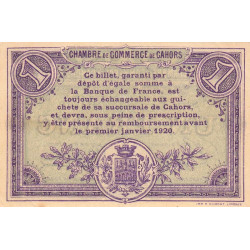 CHAMBRE DE COMMERCE DE CAHORS
1 1
Ce billet, garanti par
dépôt d'égale somme à
la Banque de France, est
toujours échangeable aux gui-
chets de sa succursale de Cahors,
et devra, sous peine de prescription,
y être présenté au remboursement avant
le premier janvier 1920.